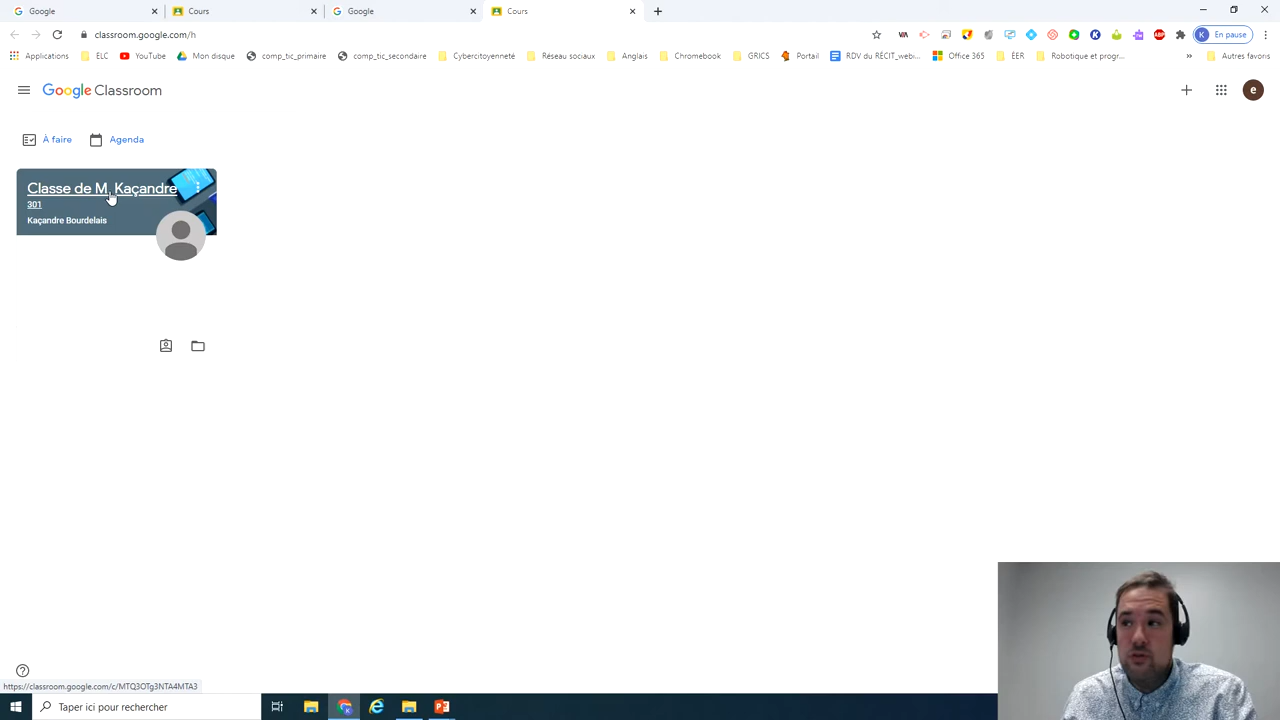 Google
Cours
Google
Cours
classroom.google.com/h
En pause
Applications
ELC
YouTube
Mon disque
comp_tic_primaire
comp_tic_secondaire
Cybercitoyenneté
Réseau sociaux
Anglais
Chromebook
GRICS
Portail
RDV du RÉCIT_webi...
Office 365
ÉER
Robotique et progr...
Autres favoris
Google Classroom
e
À faire
Agenda
Classe de M. Kaçandre
301
Kaçandre Bourdelais
https://classroom.google.com/c/MTQ3OTg3NTA4MTA3
Taper ici pour rechercher